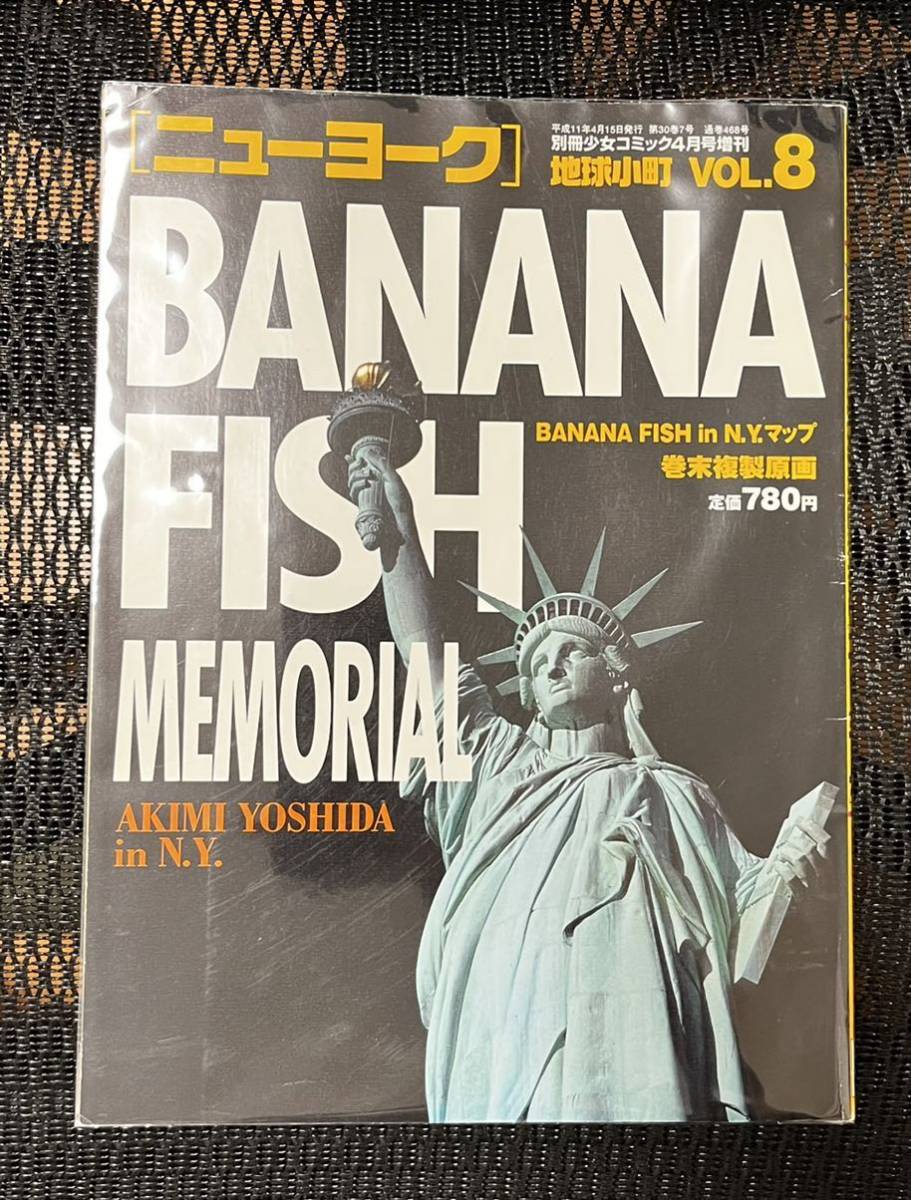 [ニューヨーク]
平成11年4月15日発行 第30巻7号 通巻468号
別冊少女コミック4月号増刊
地球小町 VOL.8
BANANA
FISH
BANANA FISH in N.Y.マップ
巻末複製原画
定価780円
MEMORIAL
AKIMI YOSHIDA
in N.Y.